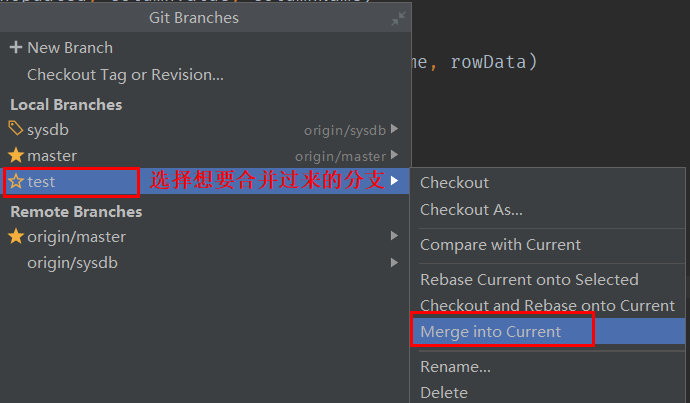 Git Branches
New Branch
Checkout Tag or Revision...
me, rowData)
Local Branches
sysdb origin/sysdb
master origin/master
test 选择想要合并过来的分支
Remote Branches
origin/master
origin/sysdb
Checkout
Checkout As...
Compare with Current
Rebase Current onto Selected
Checkout and Rebase onto Current
Merge into Current
Rename...
Delete